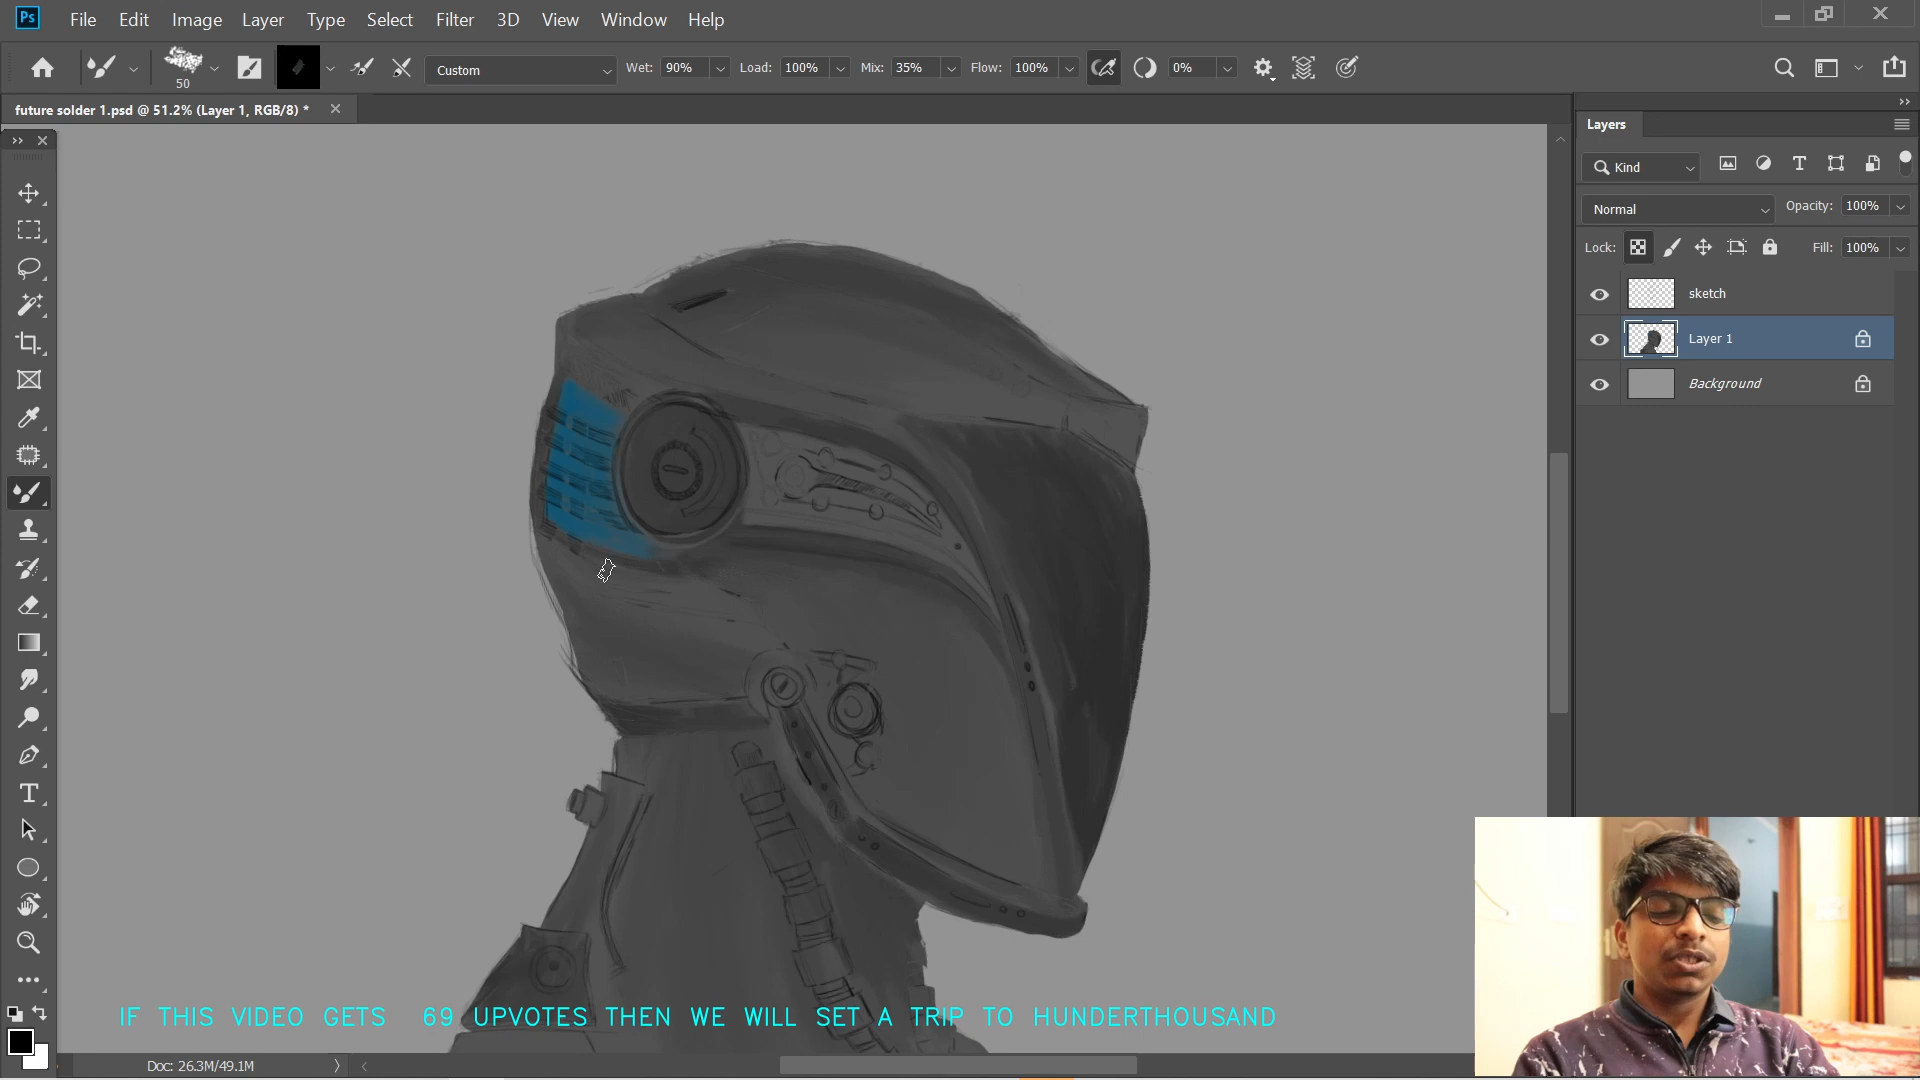 Ps File Edit Image Layer Type Select Filter 3D View Window Help
50 Custom Wet: 90% Load: 100% Mix: 35% Flow: 100% 0%
future solder 1.psd @ 51.2% (Layer 1, RGB/8) *
Layers
Kind
Normal Opacity: 100%
Lock: Fill: 100%
sketch
Layer 1
Background
T
IF THIS VIDEO GETS 69 UPVOTES THEN WE WILL SET A TRIP TO HUNDERTHOUSAND
Doc: 26.3M/49.1M